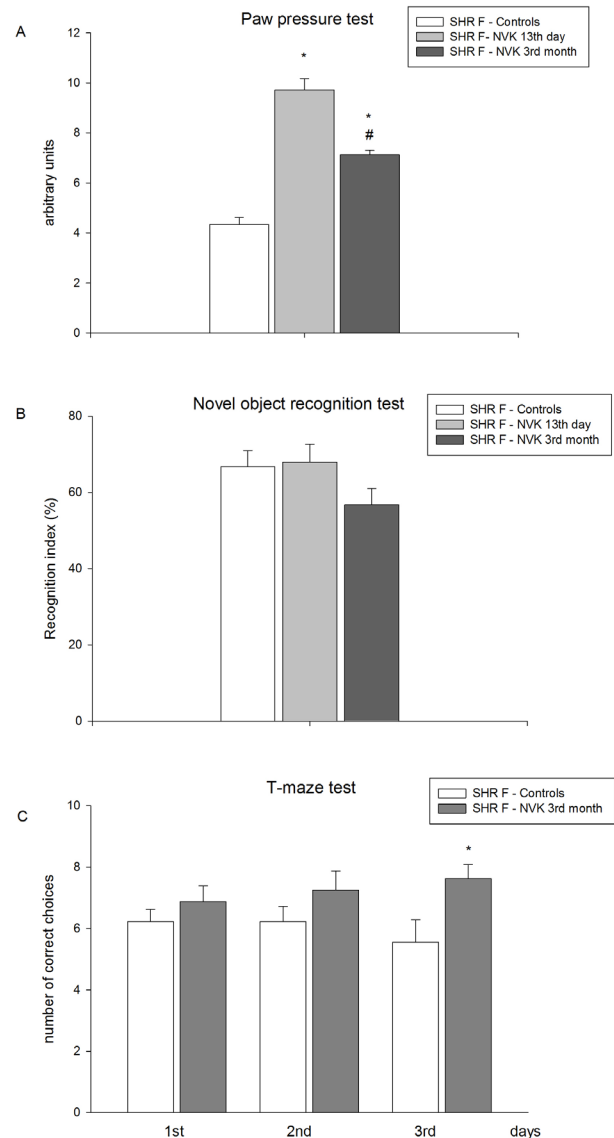 Paw pressure test
SHR F - Controls
SHR F- NVK 13th day
SHR F - NVK 3rd month
A
12
10
8
6
4
2
0
arbitrary units
*
*
#
B
Novel object recognition test
SHR F - Controls
SHR F - NVK 13th day
SHR F - NVK 3rd month
80
60
40
20
0
Recognition index (%)
T-maze test
SHR F - Controls
SHR F - NVK 3rd month
C
10
8
6
4
2
0
number of correct choices
*
1st 2nd 3rd days